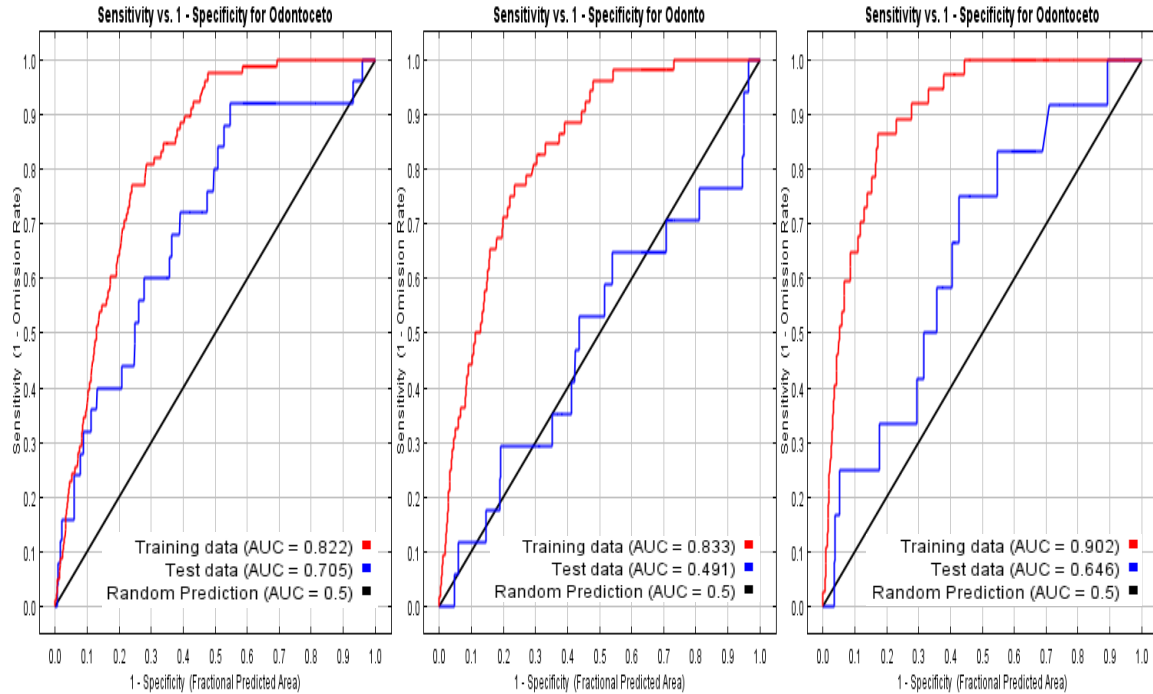 Sensitivity vs. 1 - Specificity for Odontoceto
Sensitivity (1 - Omission Rate)
1.0
0.9
0.8
0.7
0.6
0.5
0.4
0.3
0.2
0.1
0.0
Training data (AUC = 0.822)
Test data (AUC = 0.705)
Random Prediction (AUC = 0.5)
0.0 0.1 0.2 0.3 0.4 0.5 0.6 0.7 0.8 0.9 1.0
1 - Specificity (Fractional Predicted Area)
Sensitivity vs. 1 - Specificity for Odonto
Sensitivity (1 - Omission Rate)
1.0
0.9
0.8
0.7
0.6
0.5
0.4
0.3
0.2
0.1
0.0
Training data (AUC = 0.833)
Test data (AUC = 0.491)
Random Prediction (AUC = 0.5)
0.0 0.1 0.2 0.3 0.4 0.5 0.6 0.7 0.8 0.9 1.0
1 - Specificity (Fractional Predicted Area)
Sensitivity vs. 1 - Specificity for Odontoceto
Sensitivity (1 - Omission Rate)
1.0
0.9
0.8
0.7
0.6
0.5
0.4
0.3
0.2
0.1
0.0
Training data (AUC = 0.902)
Test data (AUC = 0.646)
Random Prediction (AUC = 0.5)
0.0 0.1 0.2 0.3 0.4 0.5 0.6 0.7 0.8 0.9 1.0
1 - Specificity (Fractional Predicted Area)